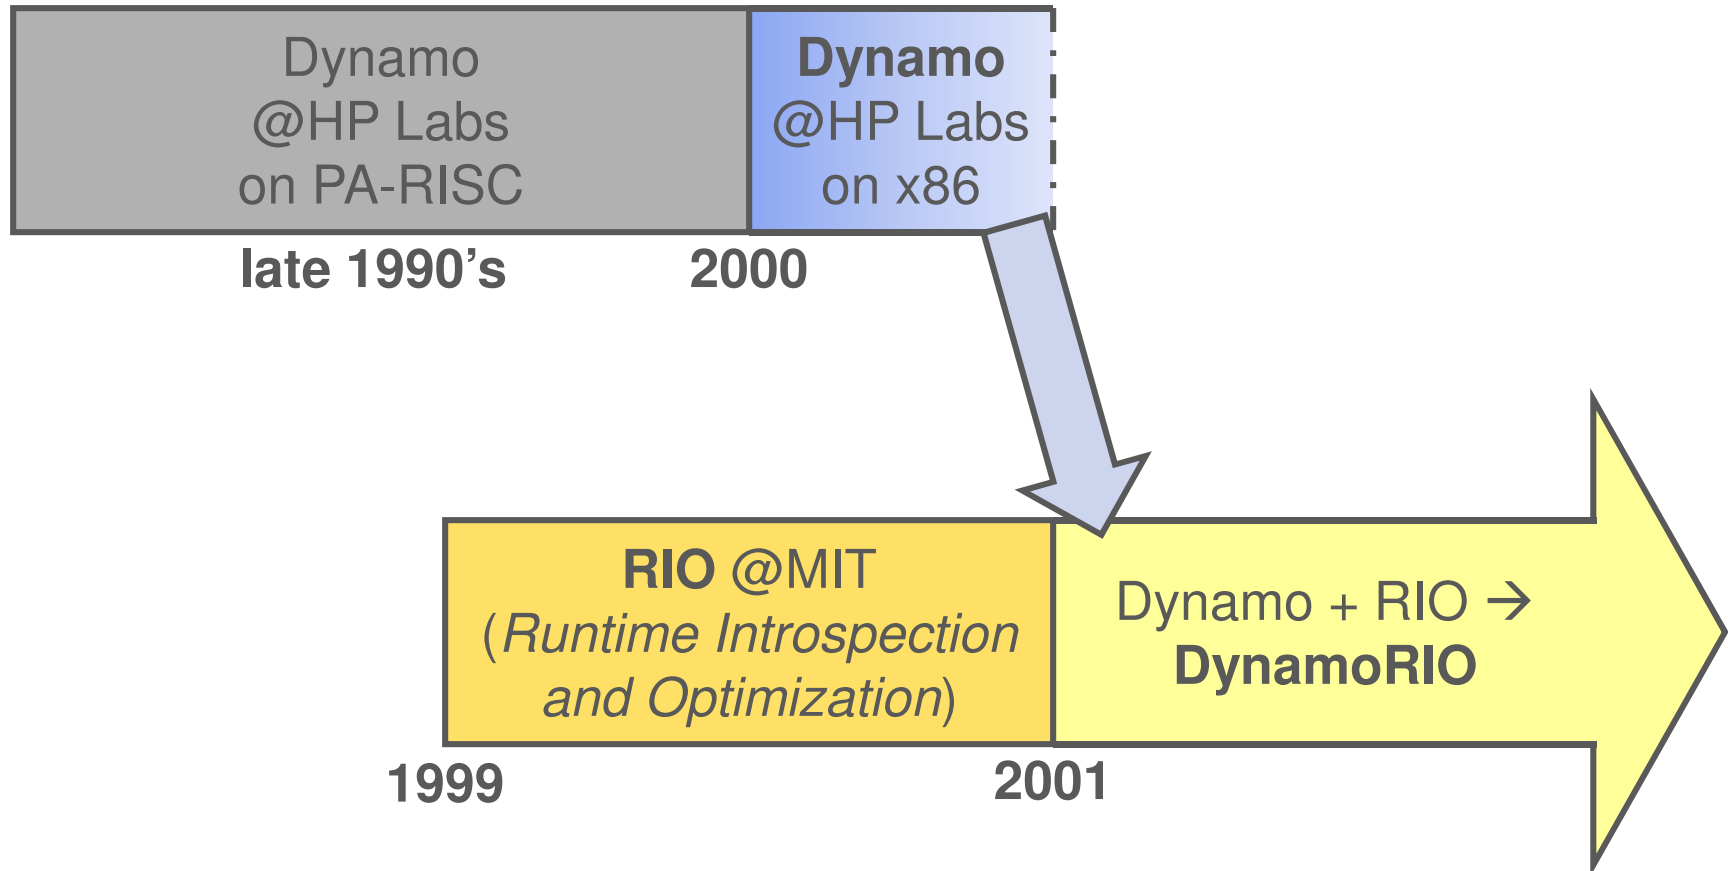 Dynamo
@HP Labs
on PA-RISC
Dynamo
@HP Labs
on x86
late 1990’s
2000
RIO @MIT
(Runtime Introspection
and Optimization)
Dynamo + RIO →
DynamoRIO
1999
2001